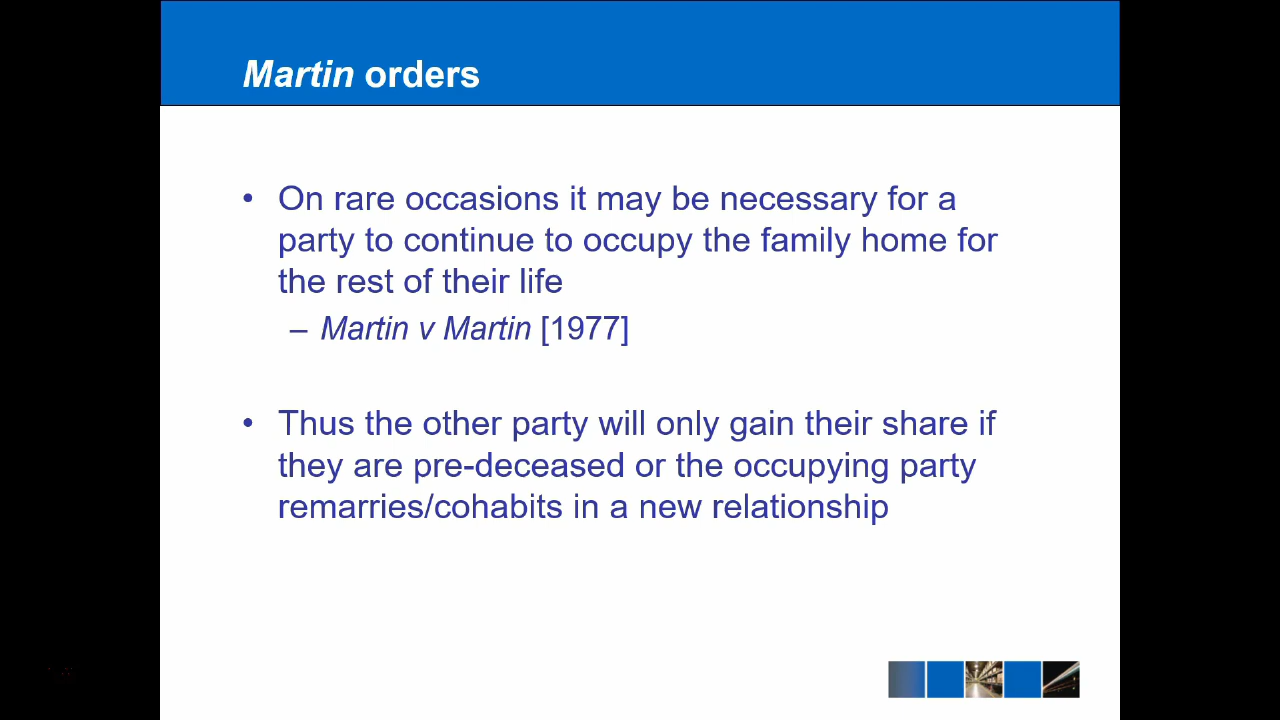 Martin orders
• On rare occasions it may be necessary for a
party to continue to occupy the family home for
the rest of their life
– Martin v Martin [1977]
• Thus the other party will only gain their share if
they are pre-deceased or the occupying party
remarries/cohabits in a new relationship